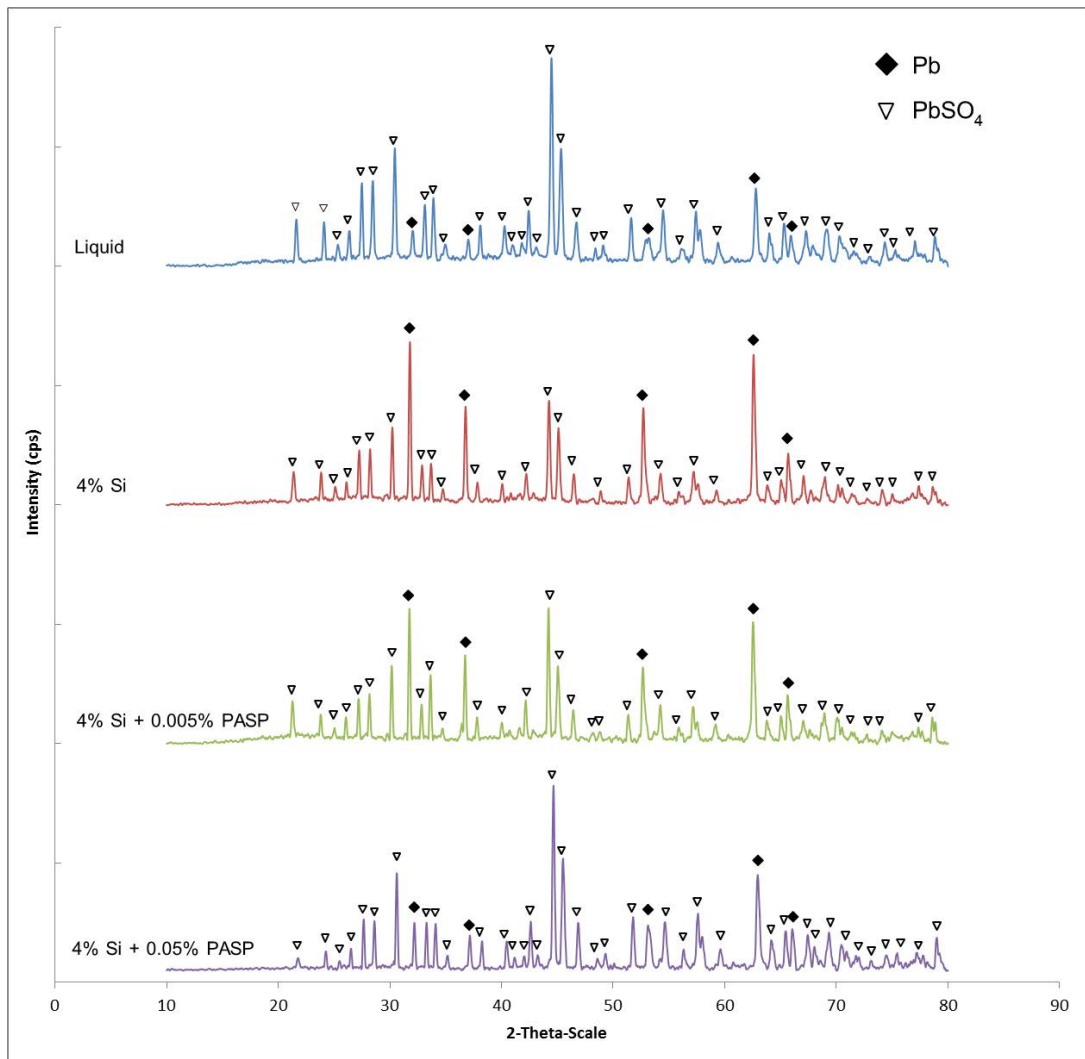 Pb
PbSO₄
Liquid
4% Si
4% Si + 0.005% PASP
4% Si + 0.05% PASP
Intensity (cps)
0 10 20 30 40 50 60 70 80 90
2-Theta-Scale